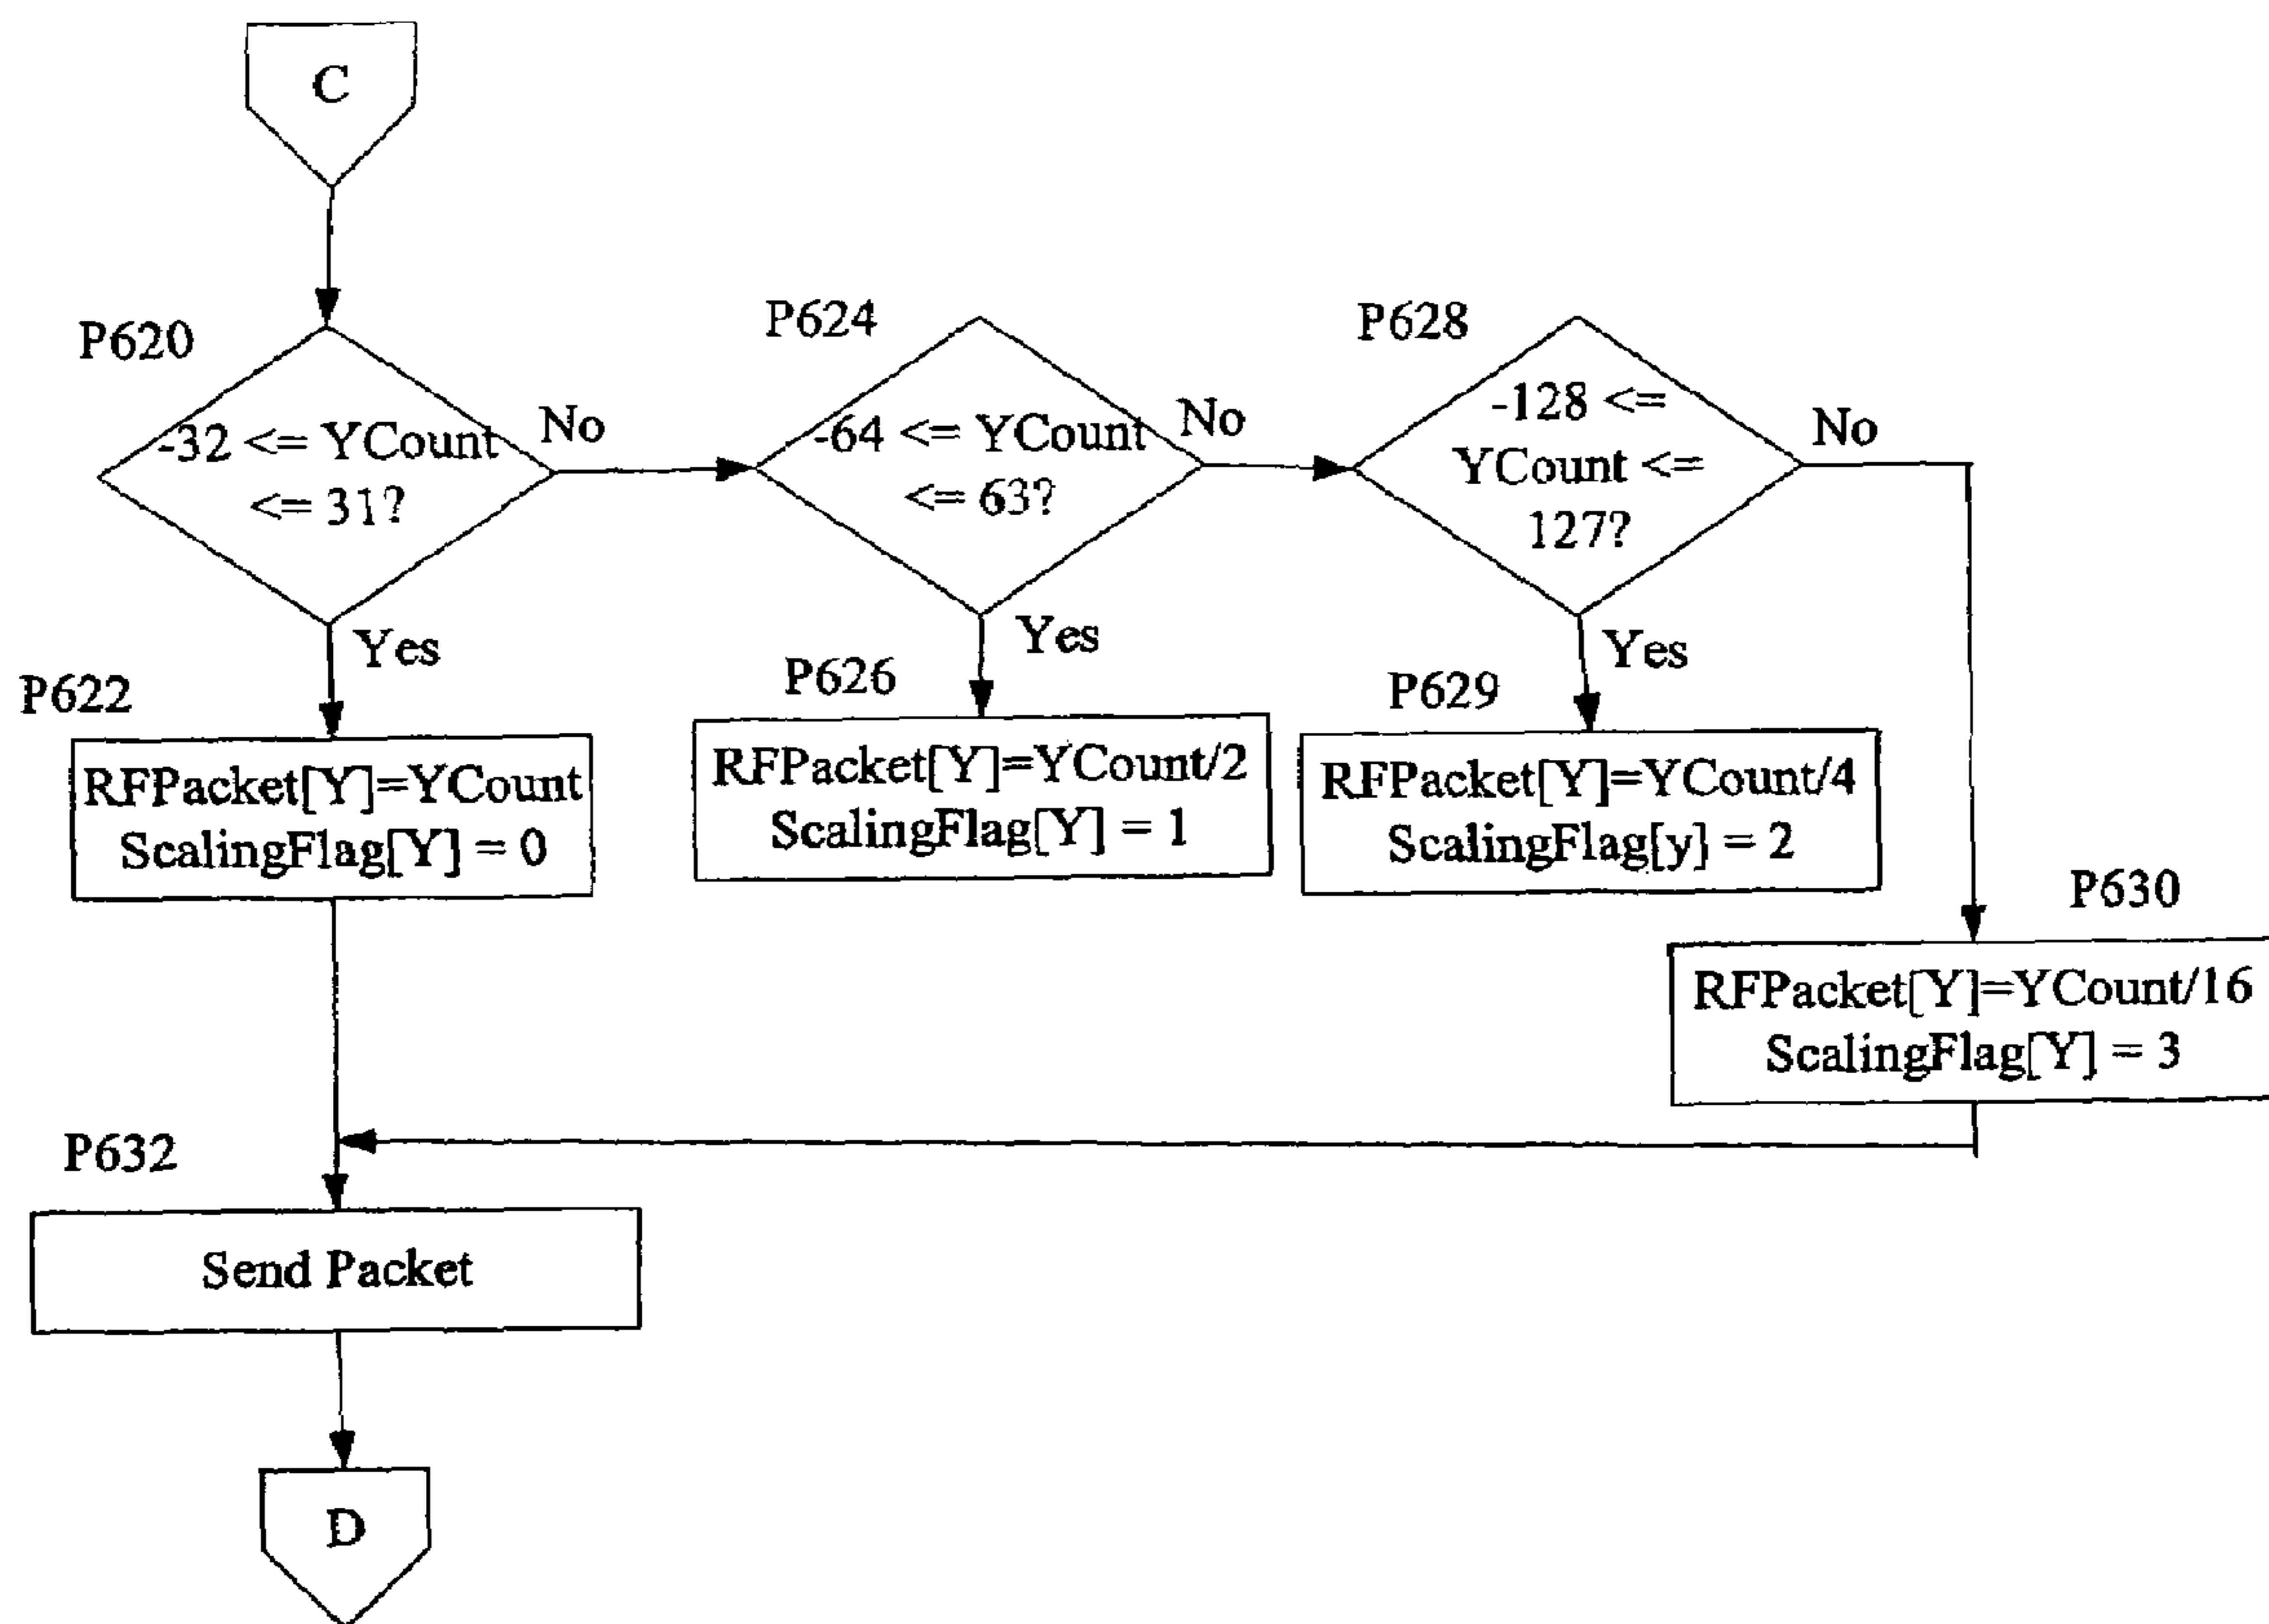 C
P620
-32 <= YCount
<= 31?
No
Yes
P624
-64 <= YCount
<= 63?
No
Yes
P628
-128 <=
YCount <=
127?
No
Yes
P622
RFPacket[Y]=YCount
ScalingFlag[Y] = 0
P626
RFPacket[Y]=YCount/2
ScalingFlag[Y] = 1
P629
RFPacket[Y]=YCount/4
ScalingFlag[y} = 2
P630
RFPacket[Y]=YCount/16
ScalingFlag[Y] = 3
P632
Send Packet
D